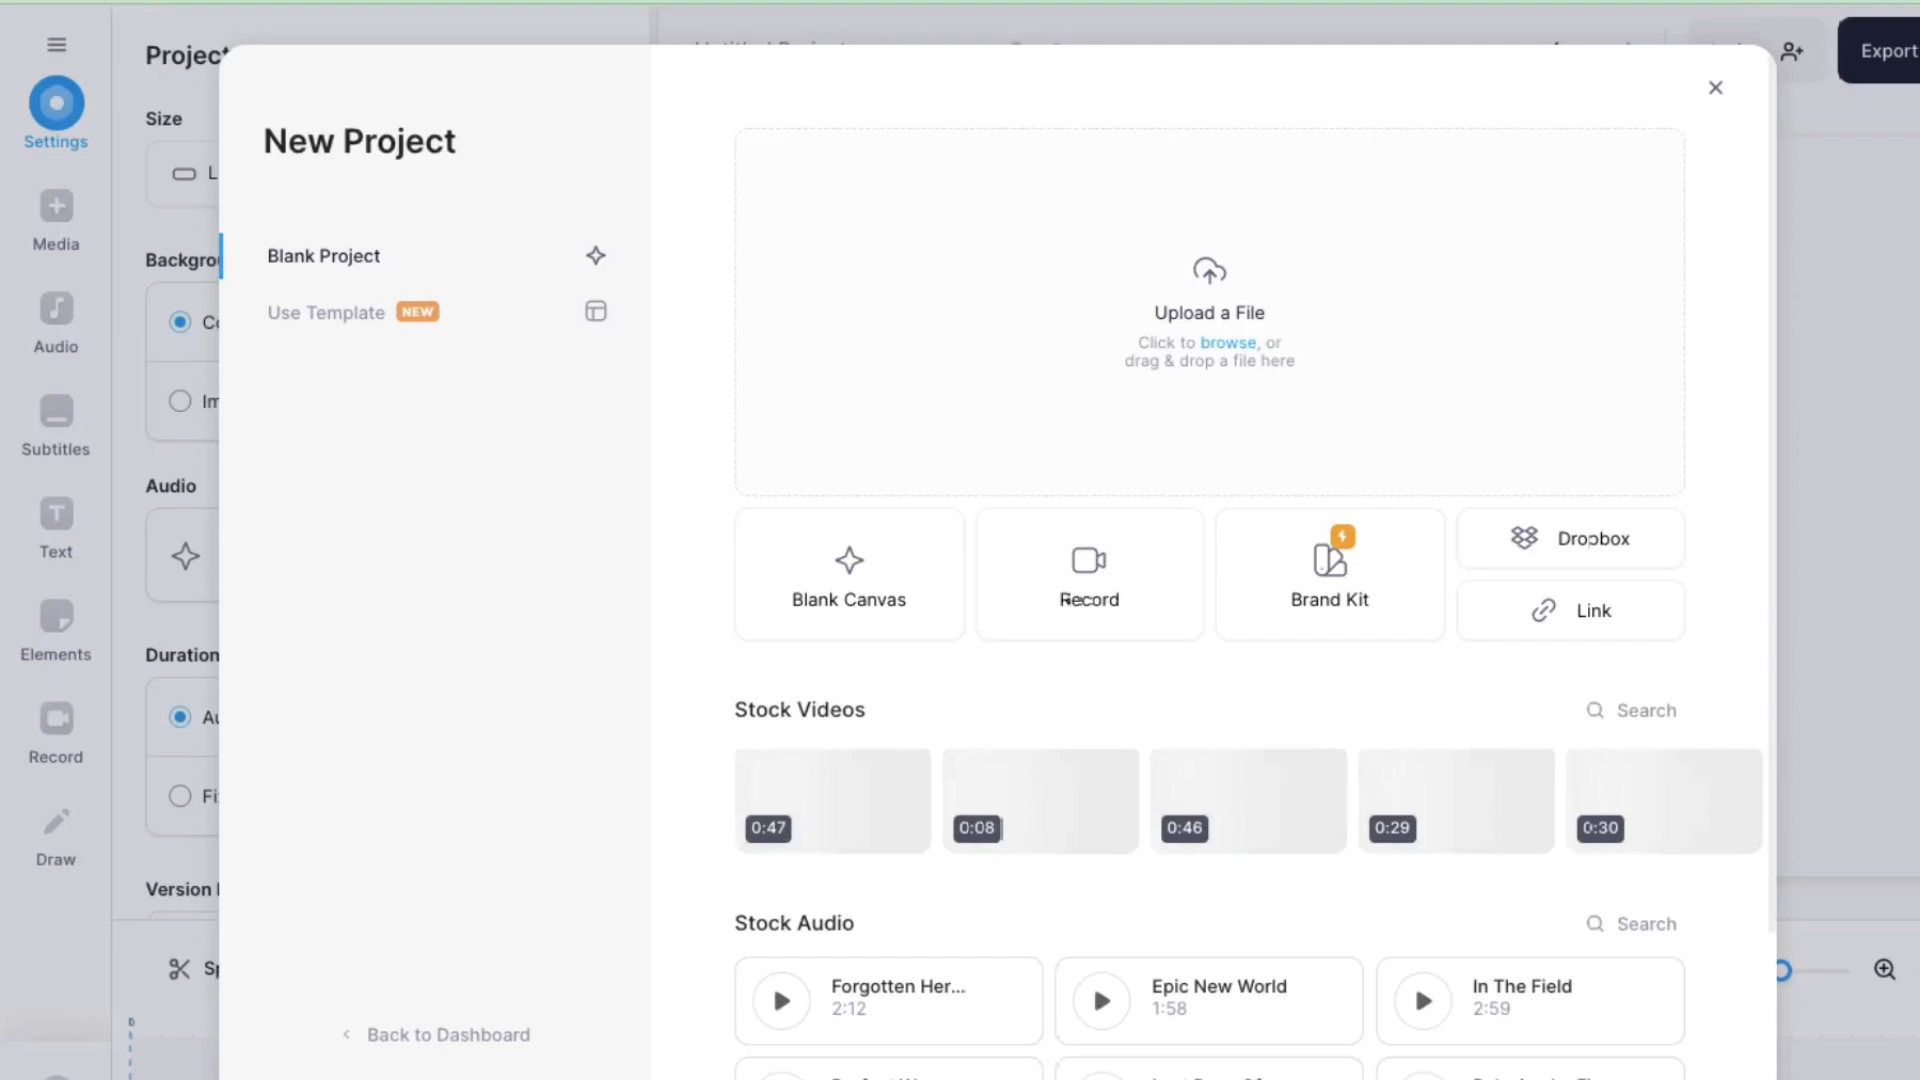 Settings
Media
Audio
Subtitles
Text
Elements
Record
Draw
Project
Size
Audio
Duration
Version
New Project
Blank Project
Use Template NEW
Back to Dashboard
Export
Upload a File
Click to browse, or
drag & drop a file here
Blank Canvas
Record
Brand Kit
Dropbox
Link
Stock Videos
Search
0:47
0:08
0:46
0:29
0:30
Stock Audio
Search
Forgotten Her...
2:12
Epic New World
1:58
In The Field
2:59